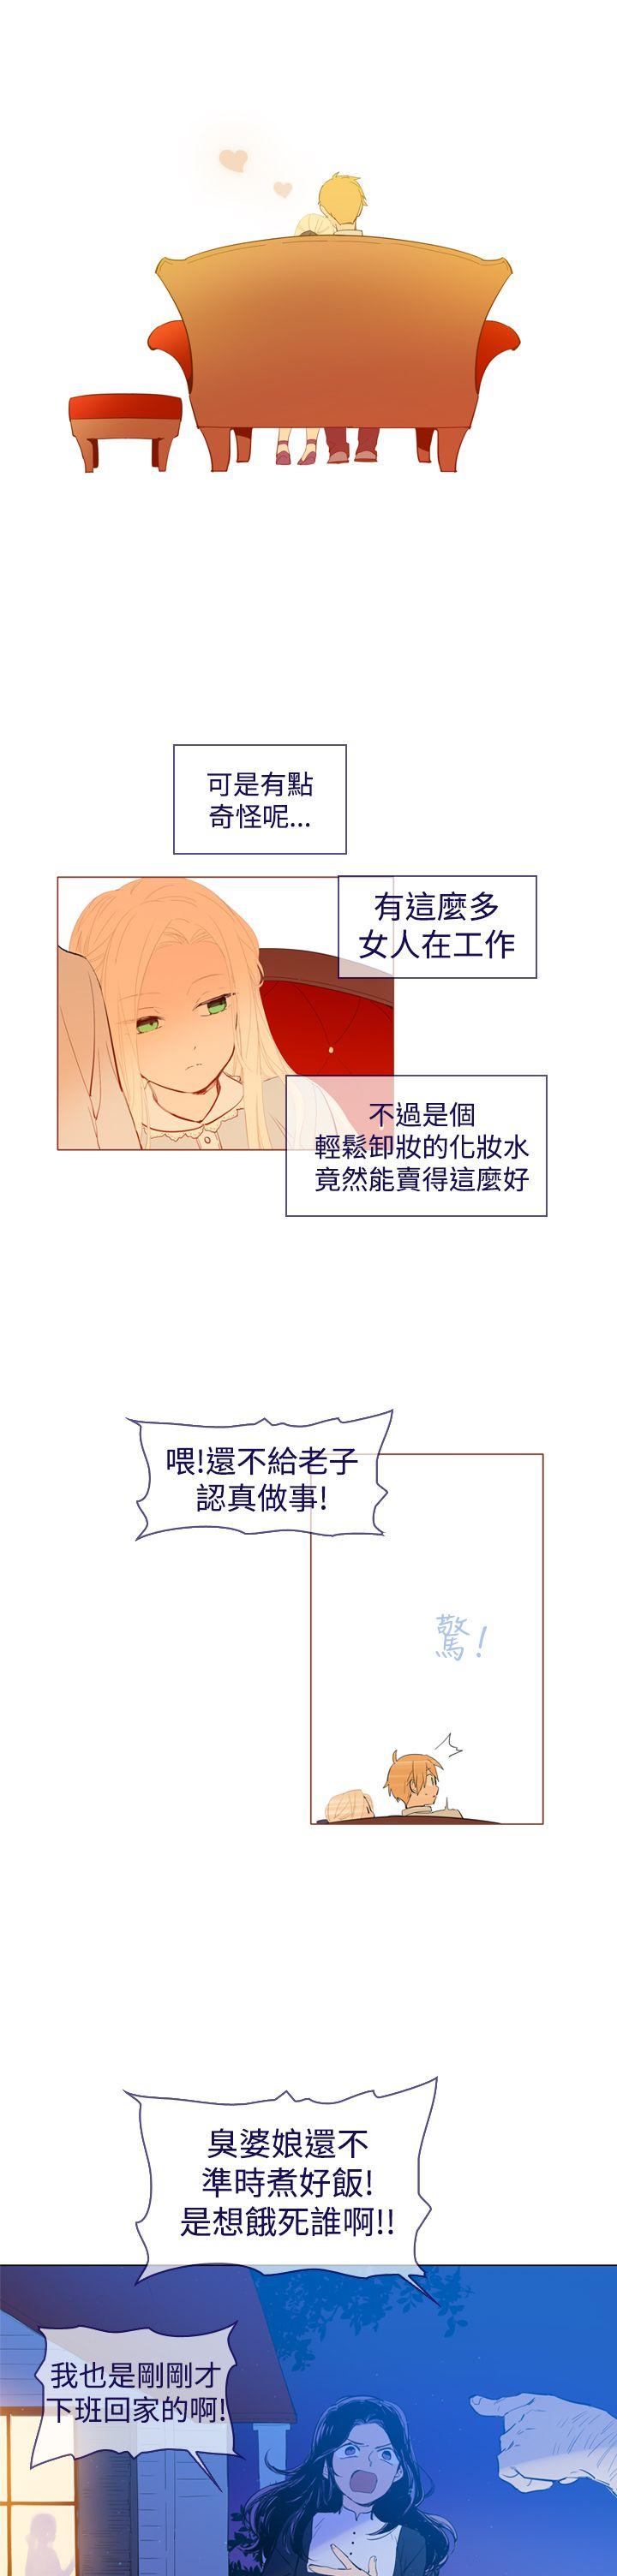 可是有點
奇怪呢...
有這麼多
女人在工作
不過是個
輕鬆卸妝的化妝水
竟然能賣得這麼好
喂!還不給老子
認真做事!
驚!
臭婆娘還不
準時煮好飯!
是想餓死誰啊!!
我也是剛剛才
下班回家的啊!